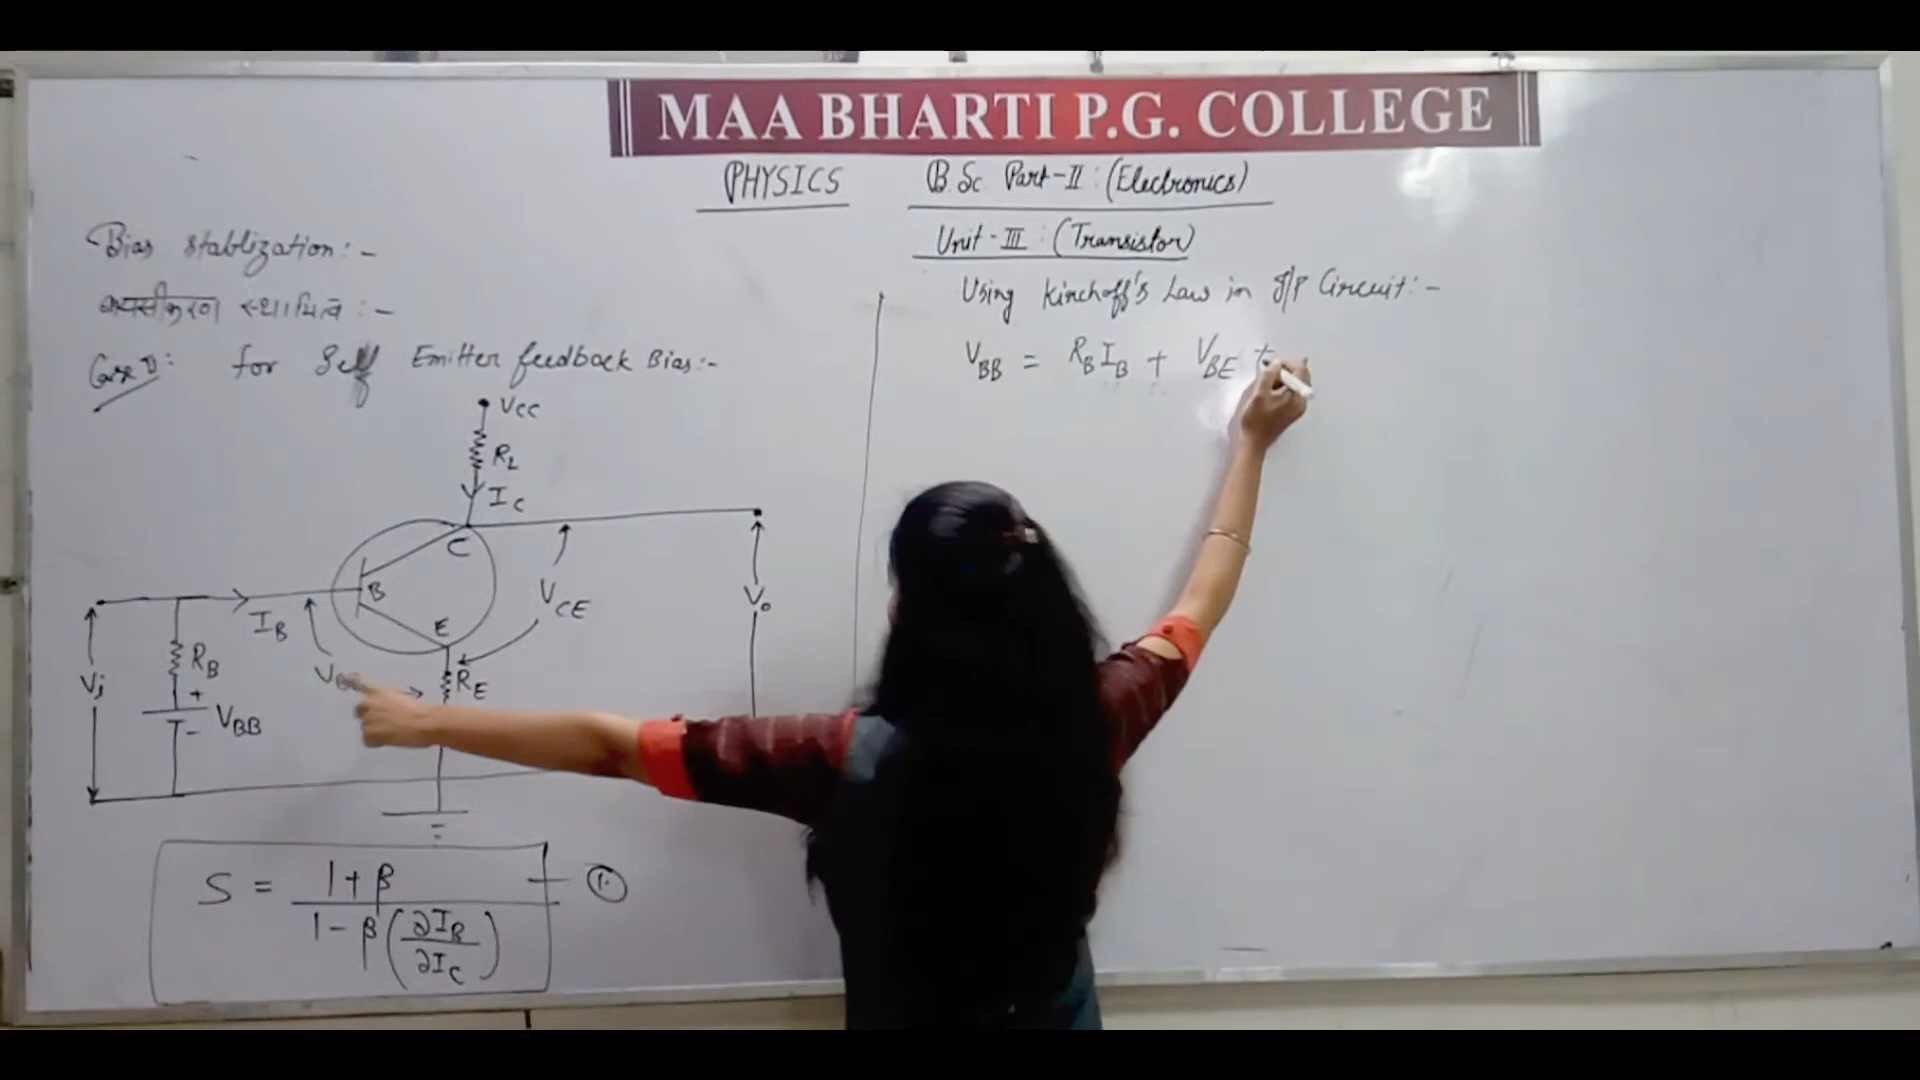 MAA BHARTI P.G. COLLEGE
PHYSICS
B.Sc. Part-II : (Electronics)
Unit-III : (Transistor)
Bias stablization:-
स्थायित्व :-
Case I: for Self Emitter feedback Bias:-
VCC
RL
IC
C
B
E
IB
VCE
Vo
RB
+
VBB
-
Vi
RE
S = 1+β / 1-β(∂IB/∂IC) - ①
Using Kirchoff's Law in I/P Circuit:-
VBB = RB IB + VBE +